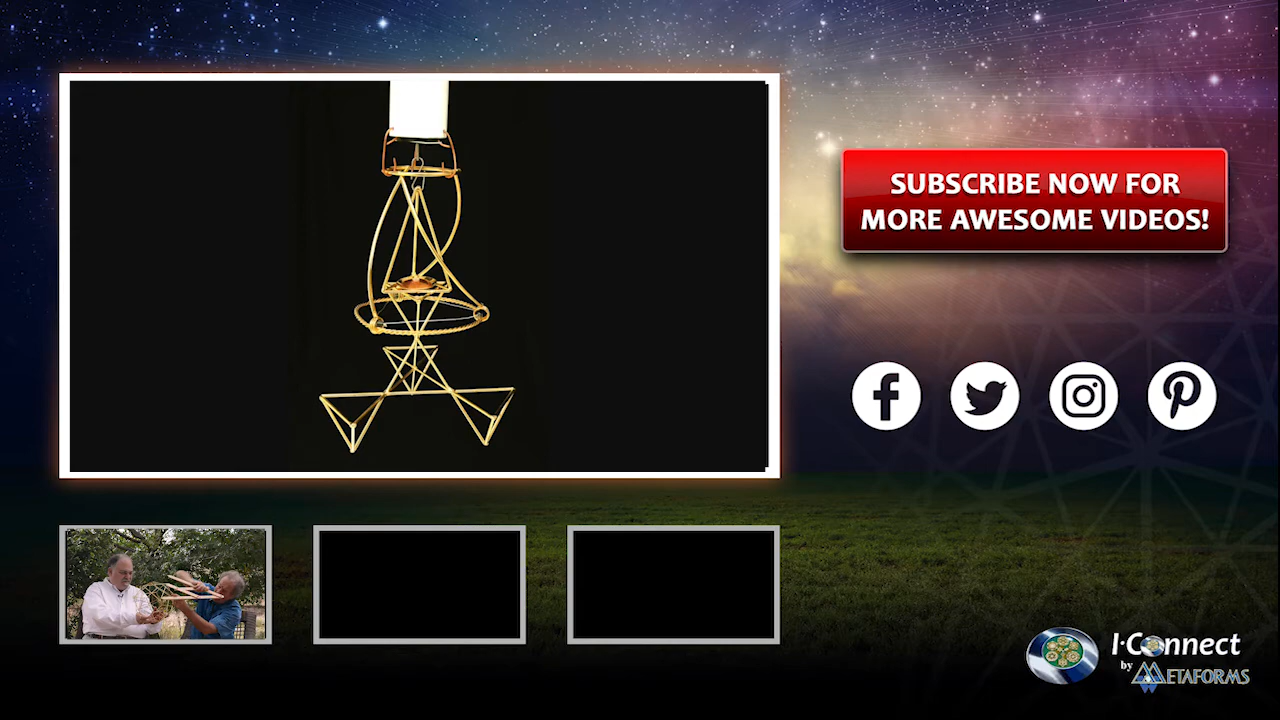 SUBSCRIBE NOW FOR
MORE AWESOME VIDEOS!
I·Connect
by METAFORMS